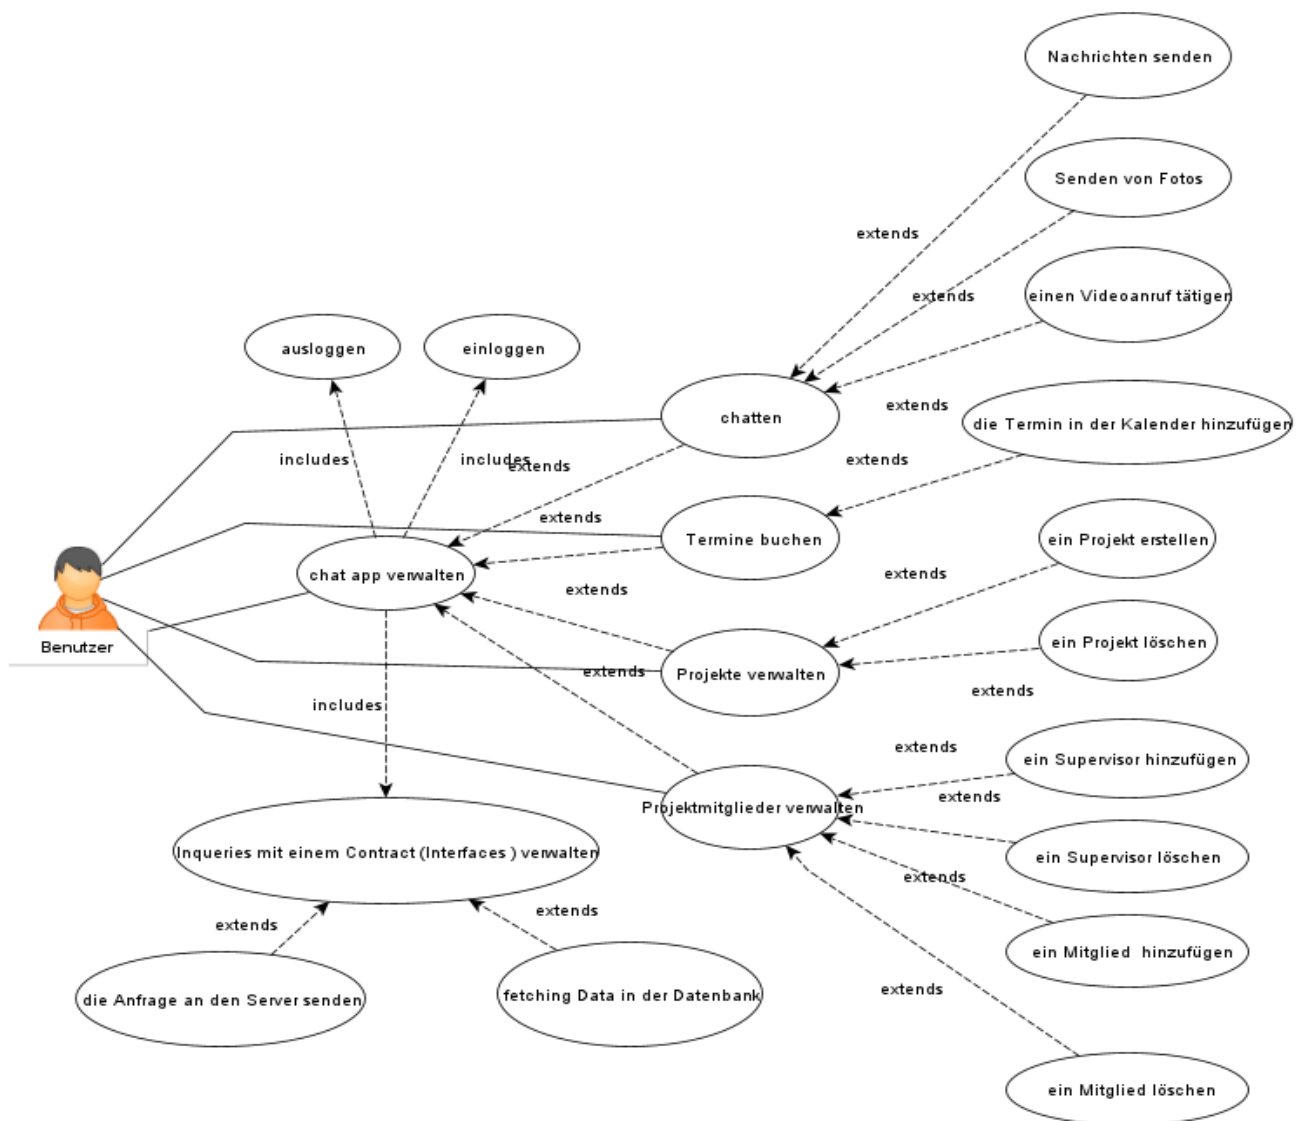 Nachrichten senden
Senden von Fotos
extends
extends
einen Videoanruf tätigen
ausloggen
einloggen
chatten
extends
die Termin in der Kalender hinzufügen
includes
includes
extends
extends
extends
Termine buchen
ein Projekt erstellen
chat app verwalten
extends
extends
Benutzer
ein Projekt löschen
extends
Projekte verwalten
extends
includes
extends
ein Supervisor hinzufügen
extends
Projektmitglieder verwalten
Inqueries mit einem Contract (Interfaces ) verwalten
ein Supervisor löschen
extends
extends
extends
ein Mitglied hinzufügen
extends
die Anfrage an den Server senden
fetching Data in der Datenbank
ein Mitglied löschen